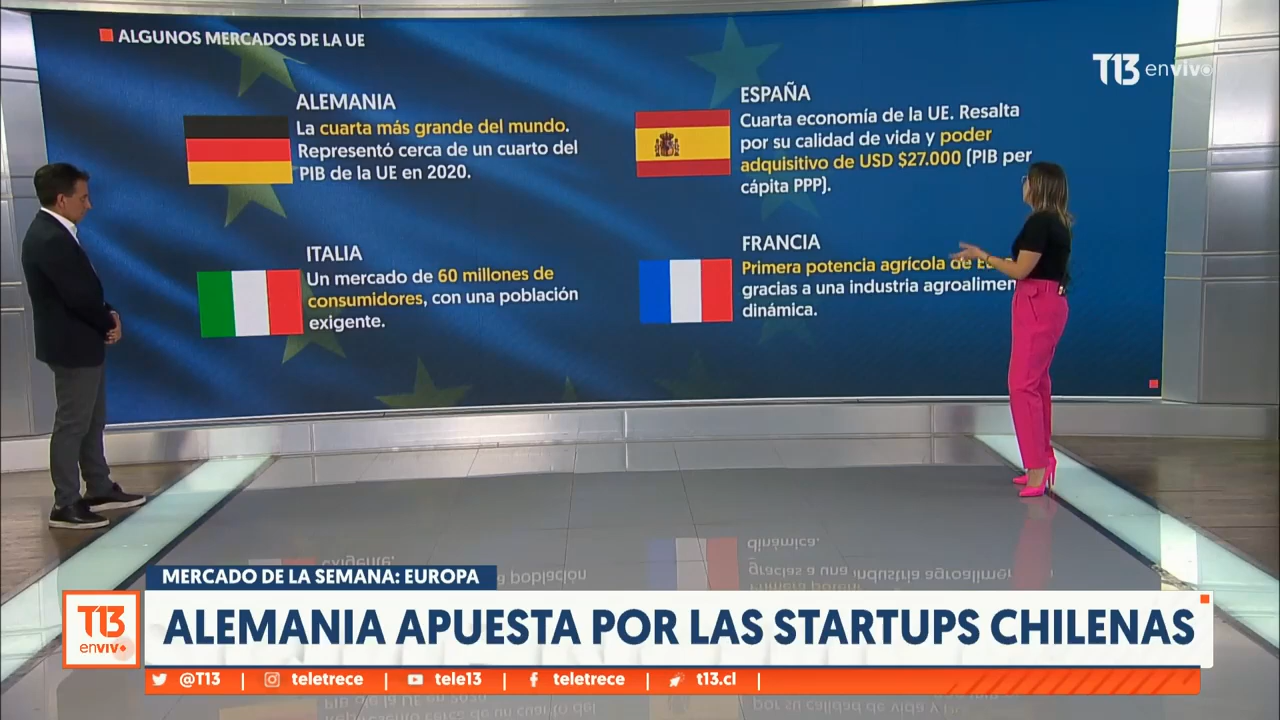 ALGUNOS MERCADOS DE LA UE
T13 en vivo
ALEMANIA
La cuarta más grande del mundo.
Representó cerca de un cuarto del
PIB de la UE en 2020.
ESPAÑA
Cuarta economía de la UE. Resalta
por su calidad de vida y poder
adquisitivo de USD $27.000 (PIB per
cápita PPP).
ITALIA
Un mercado de 60 millones de
consumidores, con una población
exigente.
FRANCIA
Primera potencia agrícola de
gracias a una industria
dinámica.
MERCADO DE LA SEMANA: EUROPA
T13
en vivo
ALEMANIA APUESTA POR LAS STARTUPS CHILENAS
@T13 | teletrece | tele13 | teletrece | t13.cl |